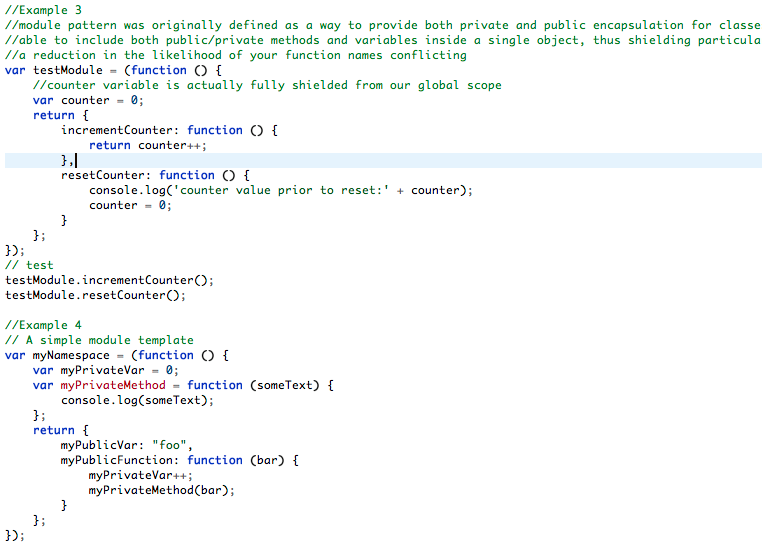 //Example 3
//module pattern was originally defined as a way to provide both private and public encapsulation for classe
//able to include both public/private methods and variables inside a single object, thus shielding particula
//a reduction in the likelihood of your function names conflicting
var testModule = (function () {
    //counter variable is actually fully shielded from our global scope
    var counter = 0;
    return {
        incrementCounter: function () {
            return counter++;
        },
        resetCounter: function () {
            console.log('counter value prior to reset:' + counter);
            counter = 0;
        }
    };
});
// test
testModule.incrementCounter();
testModule.resetCounter();

//Example 4
// A simple module template
var myNamespace = (function () {
    var myPrivateVar = 0;
    var myPrivateMethod = function (someText) {
        console.log(someText);
    };
    return {
        myPublicVar: "foo",
        myPublicFunction: function (bar) {
            myPrivateVar++;
            myPrivateMethod(bar);
        }
    };
});